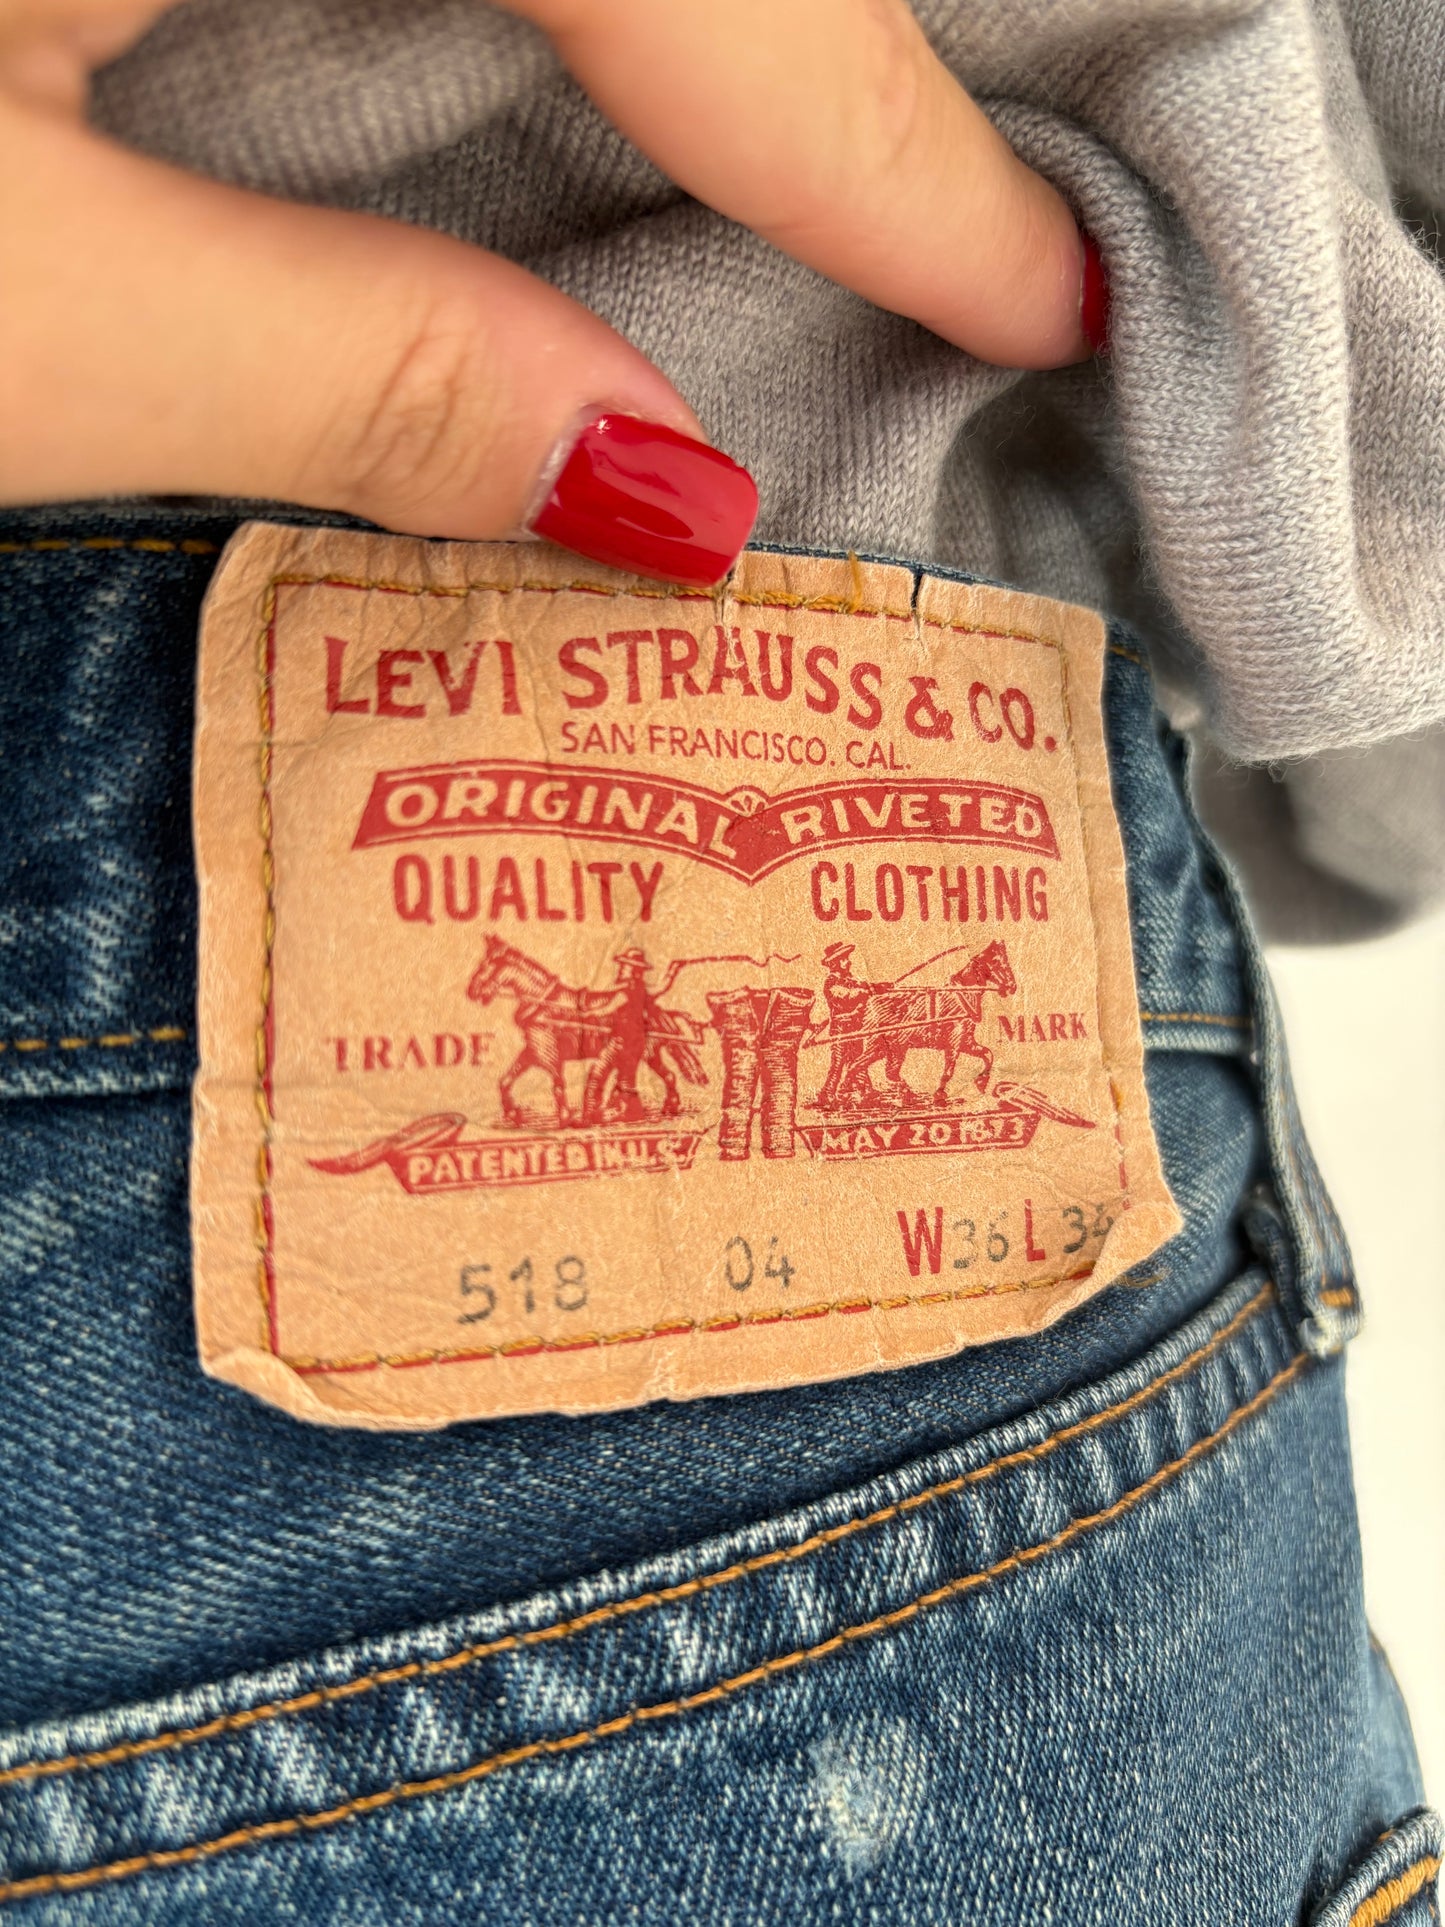 LEVI STRAUSS & CO.
SAN FRANCISCO, CAL.
ORIGINAL RIVETED
QUALITY CLOTHING
TRADE MARK
PATENTED IN U.S. MAY 20 1873
518 04 W36 L34